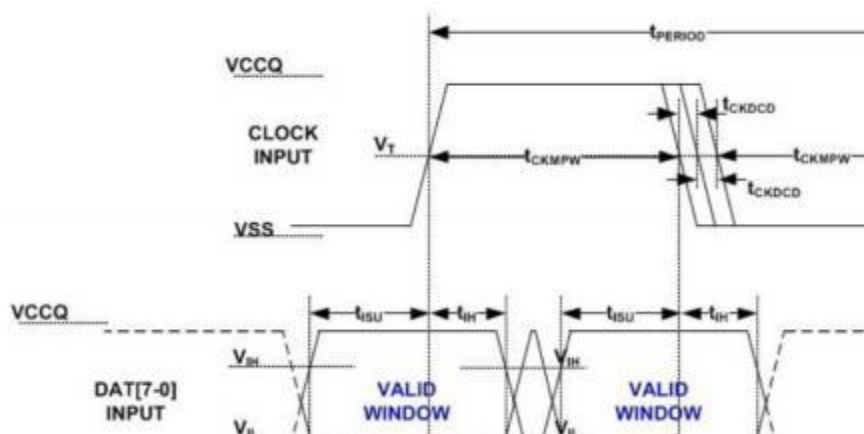 tPERIOD
VCCQ
tCKDCD
CLOCK
INPUT
VT
tCKMPW
tCKMPW
tCKDCD
VSS
VCCQ
tISU
tIH
tISU
tIH
VIH
VIH
DAT[7-0]
INPUT
VALID
WINDOW
VALID
WINDOW